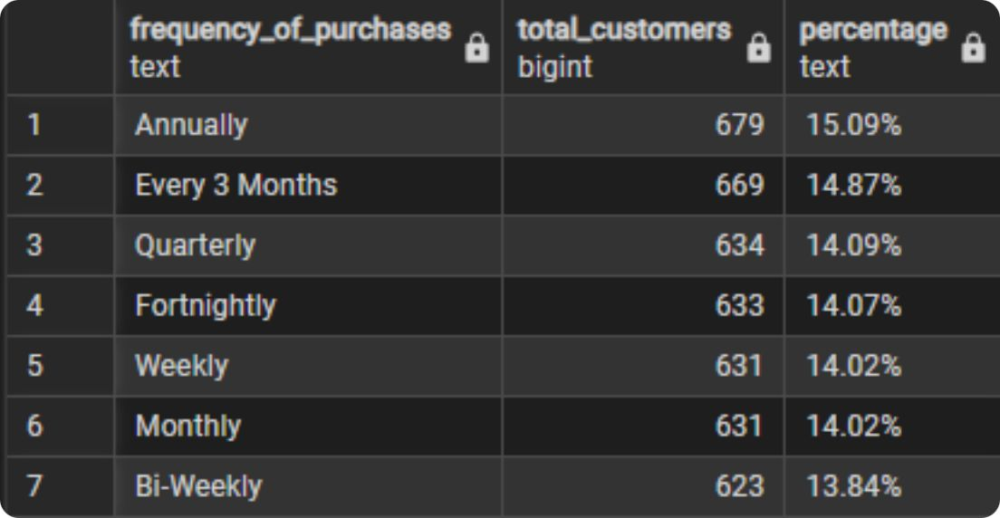 frequency_of_purchases total_customers percentage
text bigint text
1 Annually 679 15.09%
2 Every 3 Months 669 14.87%
3 Quarterly 634 14.09%
4 Fortnightly 633 14.07%
5 Weekly 631 14.02%
6 Monthly 631 14.02%
7 Bi-Weekly 623 13.84%